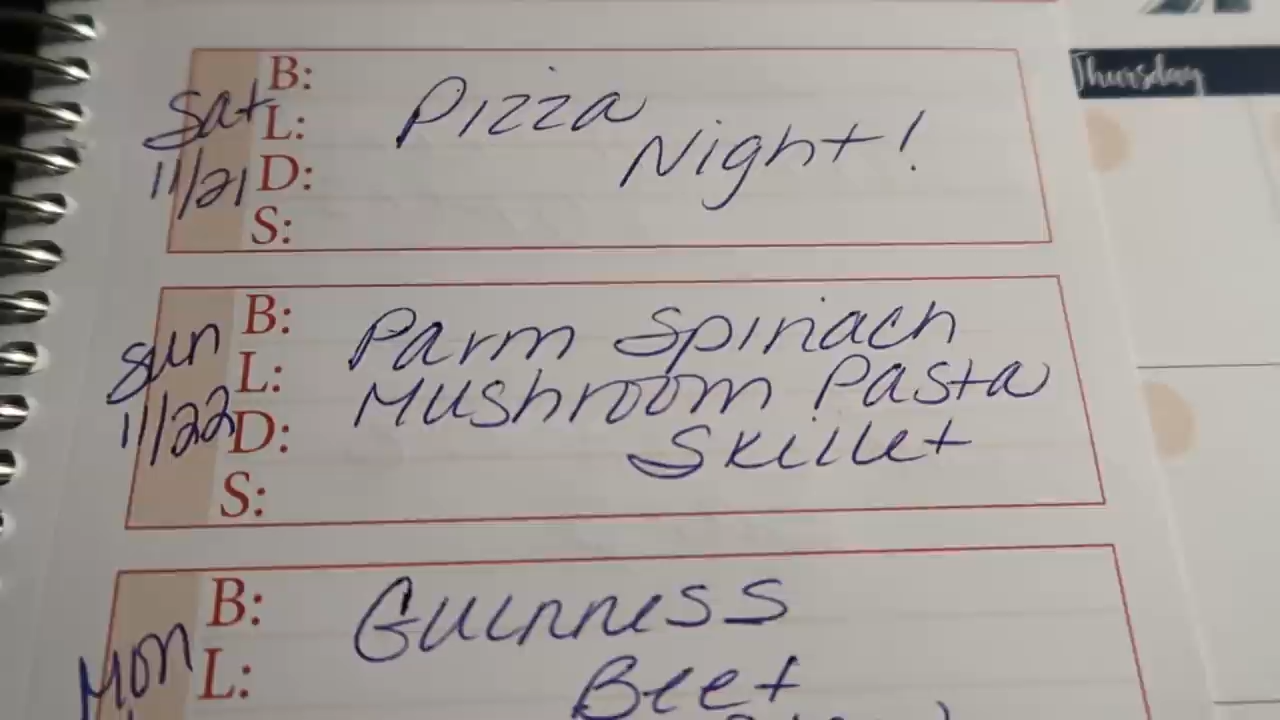 Sat
11/21
B:
L:
D:
S:
Pizza
Night!
Thursday
Sun
11/22
B:
L:
D:
S:
Parm Spinach
Mushroom Pasta
Skillet
Mon
B:
L:
Guinness
Beef